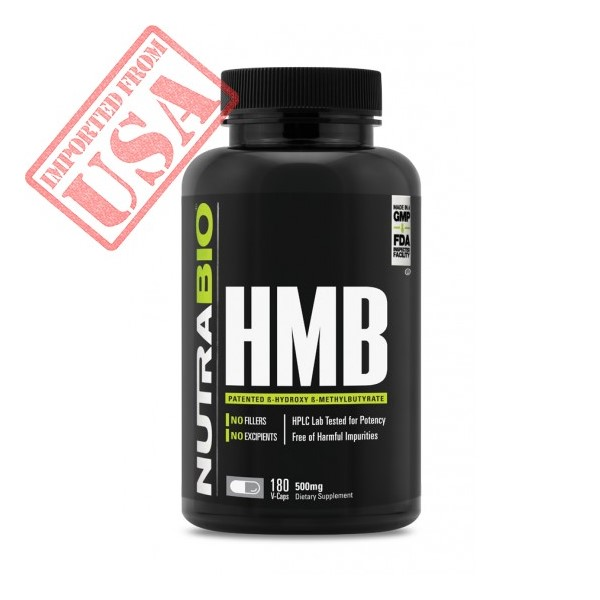 IMPORTED FROM
USA
NUTRABIO
MADE IN A
GMP
&
FDA
INSPECTED
FACILITY
HMB
PATENTED ß-HYDROXY ß-METHYLBUTYRATE
NO FILLERS
NO EXCIPIENTS
HPLC Lab Tested for Potency
Free of Harmful Impurities
180
V-Caps
500mg
Dietary Supplement